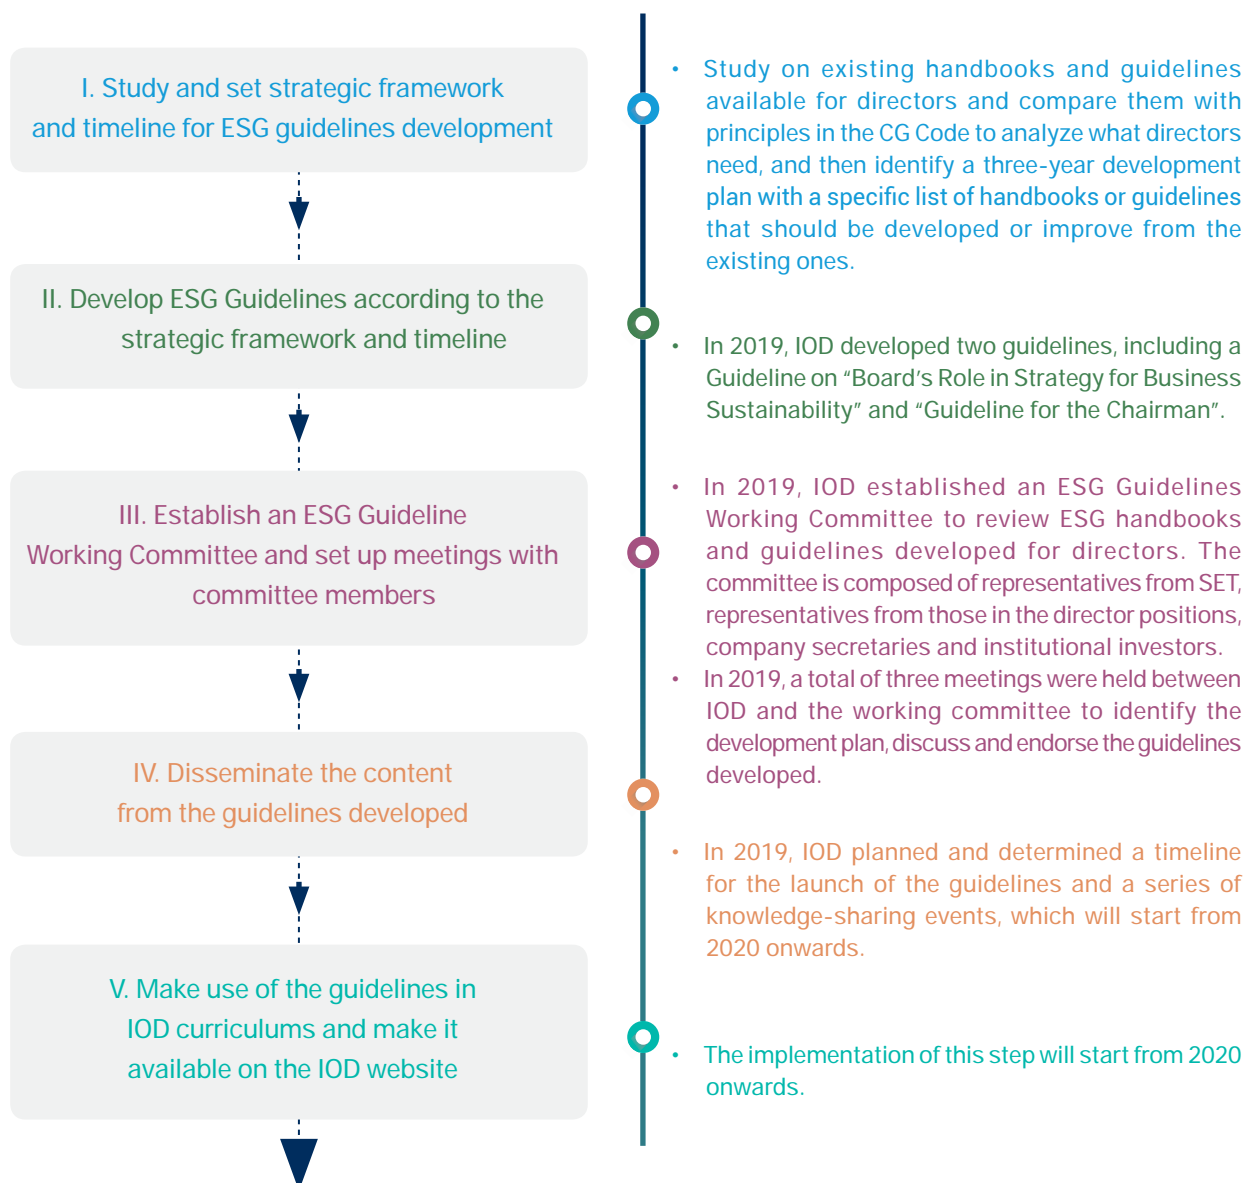 I. Study and set strategic framework
and timeline for ESG guidelines development
• Study on existing handbooks and guidelines
available for directors and compare them with
principles in the CG Code to analyze what directors
need, and then identify a three-year development
plan with a specific list of handbooks or guidelines
that should be developed or improve from the
existing ones.
II. Develop ESG Guidelines according to the
strategic framework and timeline
• In 2019, IOD developed two guidelines, including a
Guideline on “Board’s Role in Strategy for Business
Sustainability” and “Guideline for the Chairman”.
III. Establish an ESG Guideline
Working Committee and set up meetings with
committee members
• In 2019, IOD established an ESG Guidelines
Working Committee to review ESG handbooks
and guidelines developed for directors. The
committee is composed of representatives from SET,
representatives from those in the director positions,
company secretaries and institutional investors.
• In 2019, a total of three meetings were held between
IOD and the working committee to identify the
development plan, discuss and endorse the guidelines
developed.
IV. Disseminate the content
from the guidelines developed
• In 2019, IOD planned and determined a timeline
for the launch of the guidelines and a series of
knowledge-sharing events, which will start from
2020 onwards.
V. Make use of the guidelines in
IOD curriculums and make it
available on the IOD website
• The implementation of this step will start from 2020
onwards.